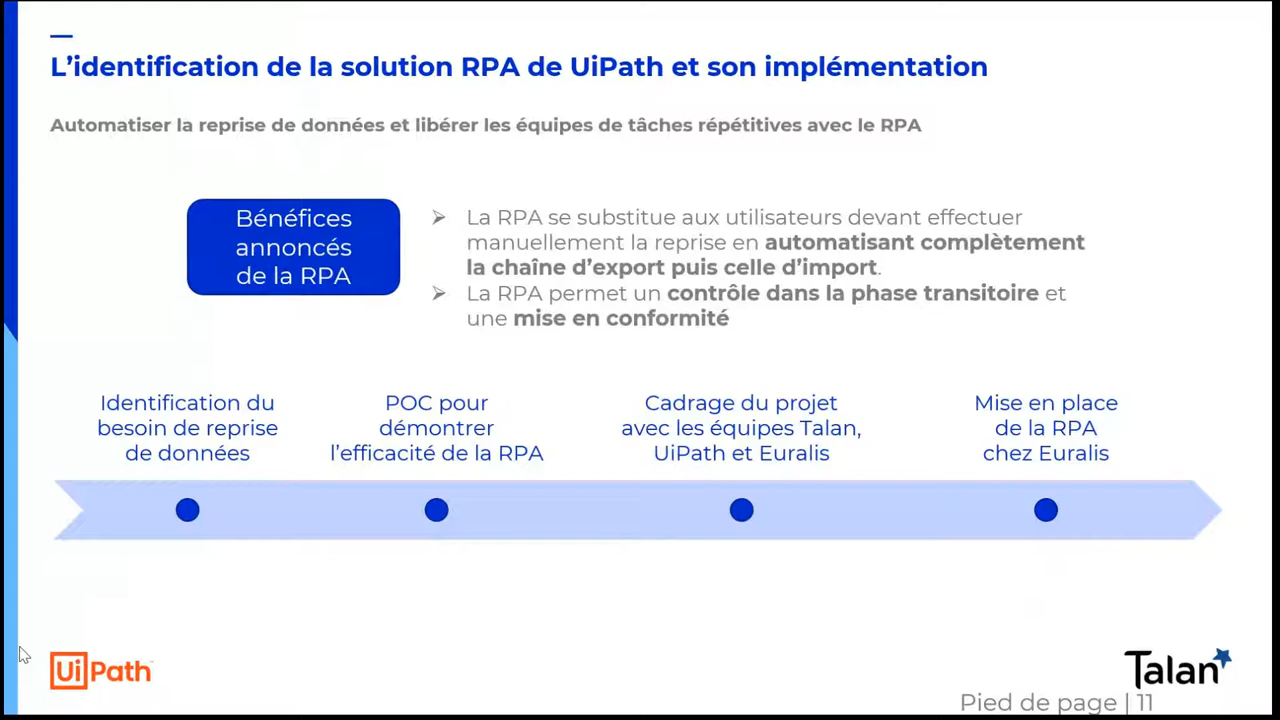 L’identification de la solution RPA de UiPath et son implémentation
Automatiser la reprise de données et libérer les équipes de tâches répétitives avec le RPA
Bénéfices
annoncés
de la RPA
➢ La RPA se substitue aux utilisateurs devant effectuer
manuellement la reprise en automatisant complètement
la chaîne d’export puis celle d’import.
➢ La RPA permet un contrôle dans la phase transitoire et
une mise en conformité
Identification du
besoin de reprise
de données
POC pour
démontrer
l’efficacité de la RPA
Cadrage du projet
avec les équipes Talan,
UiPath et Euralis
Mise en place
de la RPA
chez Euralis
UiPath
Talan
Pied de page | 11